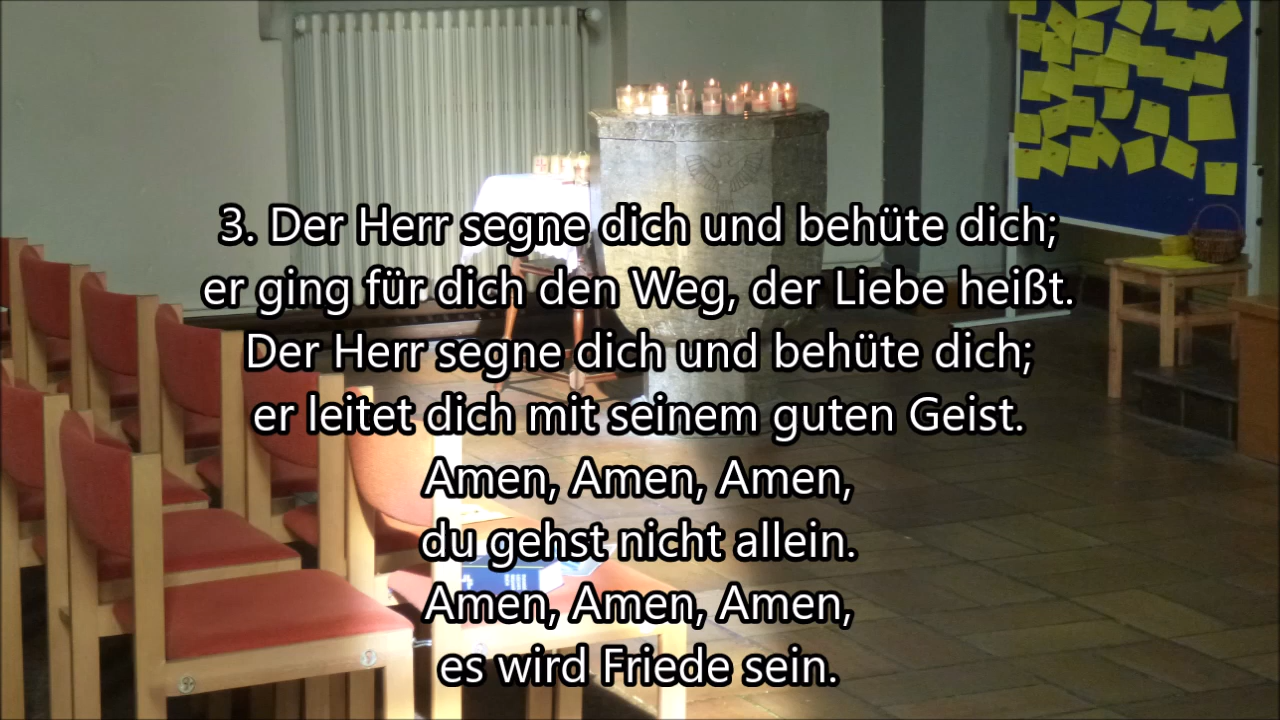 3. Der Herr segne dich und behüte dich;
er ging für dich den Weg, der Liebe heißt.
Der Herr segne dich und behüte dich;
er leitet dich mit seinem guten Geist.
Amen, Amen, Amen,
du gehst nicht allein.
Amen, Amen, Amen,
es wird Friede sein.